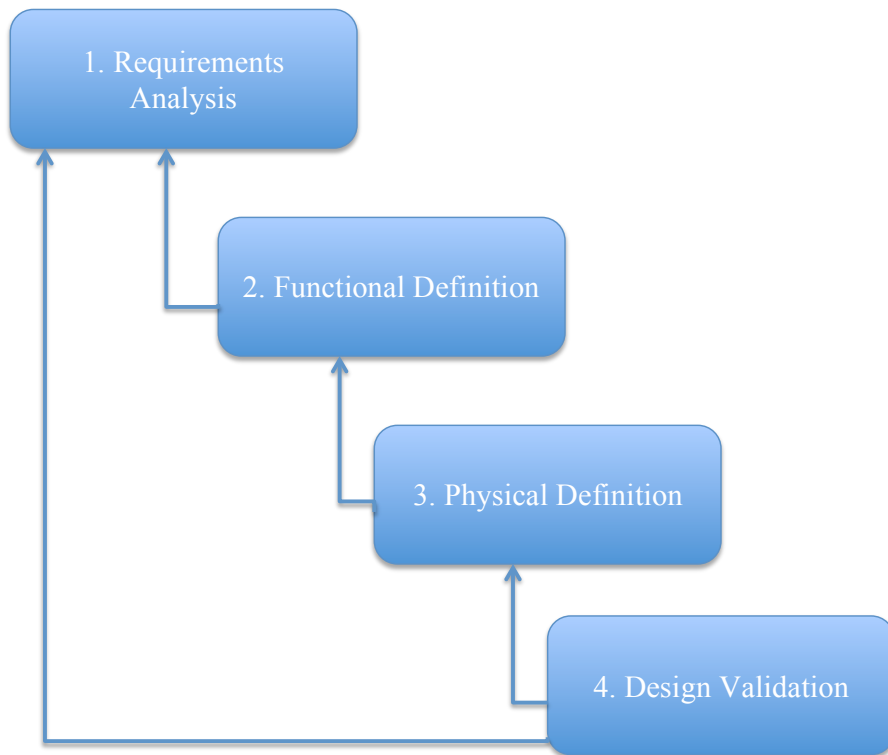 1. Requirements
Analysis
2. Functional Definition
3. Physical Definition
4. Design Validation